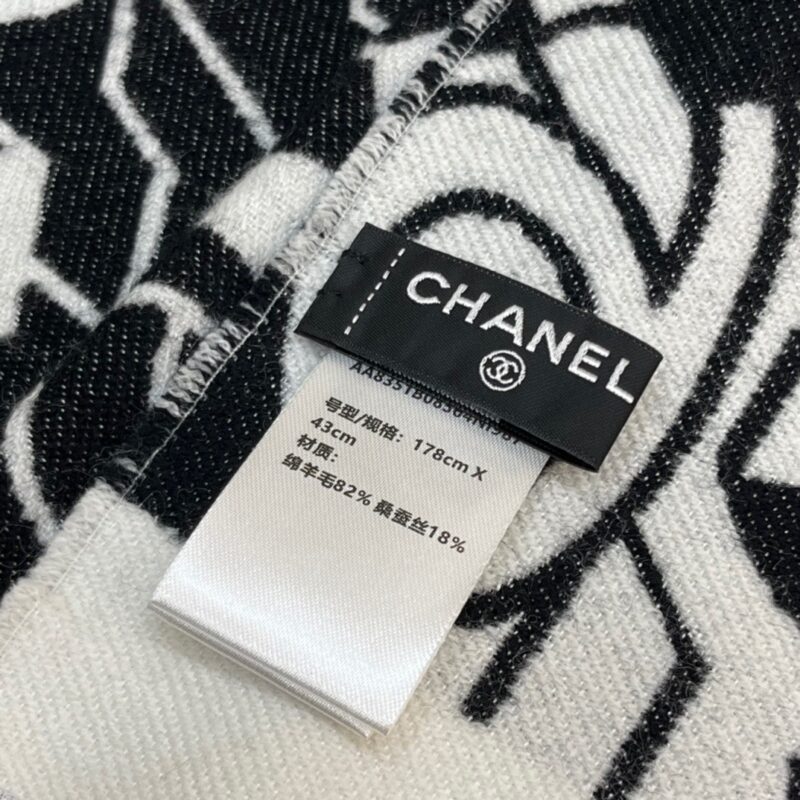 CHANEL
号型/规格：178cm X
43cm
材质：
绵羊毛82% 桑蚕丝18%